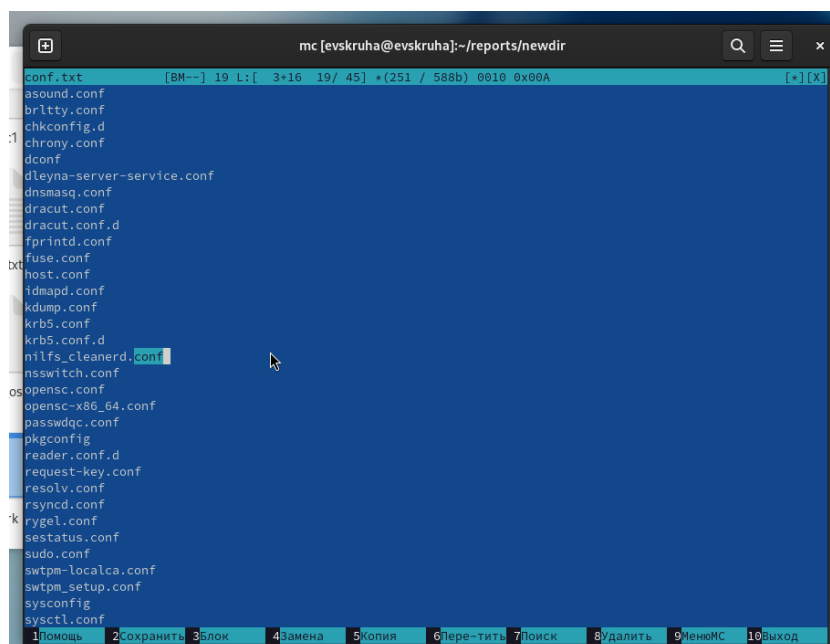 mc [evskruha@evskruha]:~/reports/newdir
conf.txt [BM--] 19 L:[ 3+16 19/ 45] *(251 / 588b) 0010 0x00A [*][X]
asound.conf
brltty.conf
chkconfig.d
chrony.conf
dconf
dleyna-server-service.conf
dnsmasq.conf
dracut.conf
dracut.conf.d
fprintd.conf
fuse.conf
host.conf
idmapd.conf
kdump.conf
krb5.conf
krb5.conf.d
nilfs_cleanerd.conf
nsswitch.conf
opensc.conf
opensc-x86_64.conf
passwdqc.conf
pkgconfig
reader.conf.d
request-key.conf
resolv.conf
rsyncd.conf
rygel.conf
sestatus.conf
sudo.conf
swtpm-localca.conf
swtpm_setup.conf
sysconfig
sysctl.conf
1Помощь 2Сохранить 3Блок 4Замена 5Копия 6Пере~тить 7Поиск 8Удалить 9МенюМС 10Выход